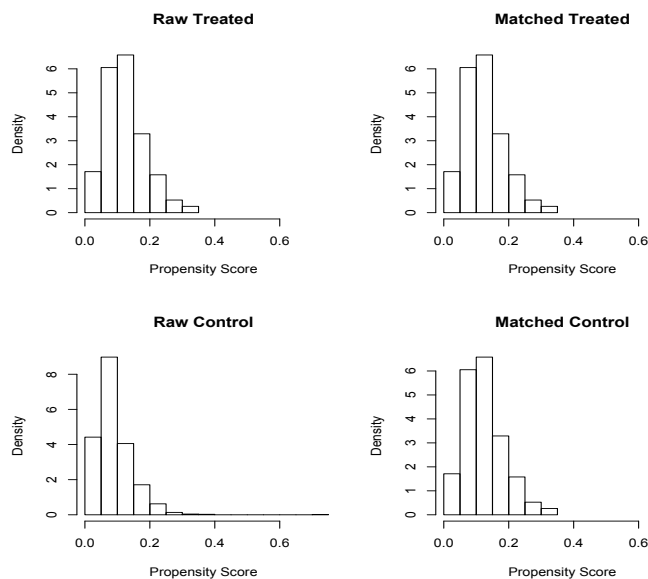 Raw Treated
Density
0 1 2 3 4 5 6
0.0 0.2 0.4 0.6
Propensity Score
Matched Treated
Density
0 1 2 3 4 5 6
0.0 0.2 0.4 0.6
Propensity Score
Raw Control
Density
0 2 4 6 8
0.0 0.2 0.4 0.6
Propensity Score
Matched Control
Density
0 1 2 3 4 5 6
0.0 0.2 0.4 0.6
Propensity Score